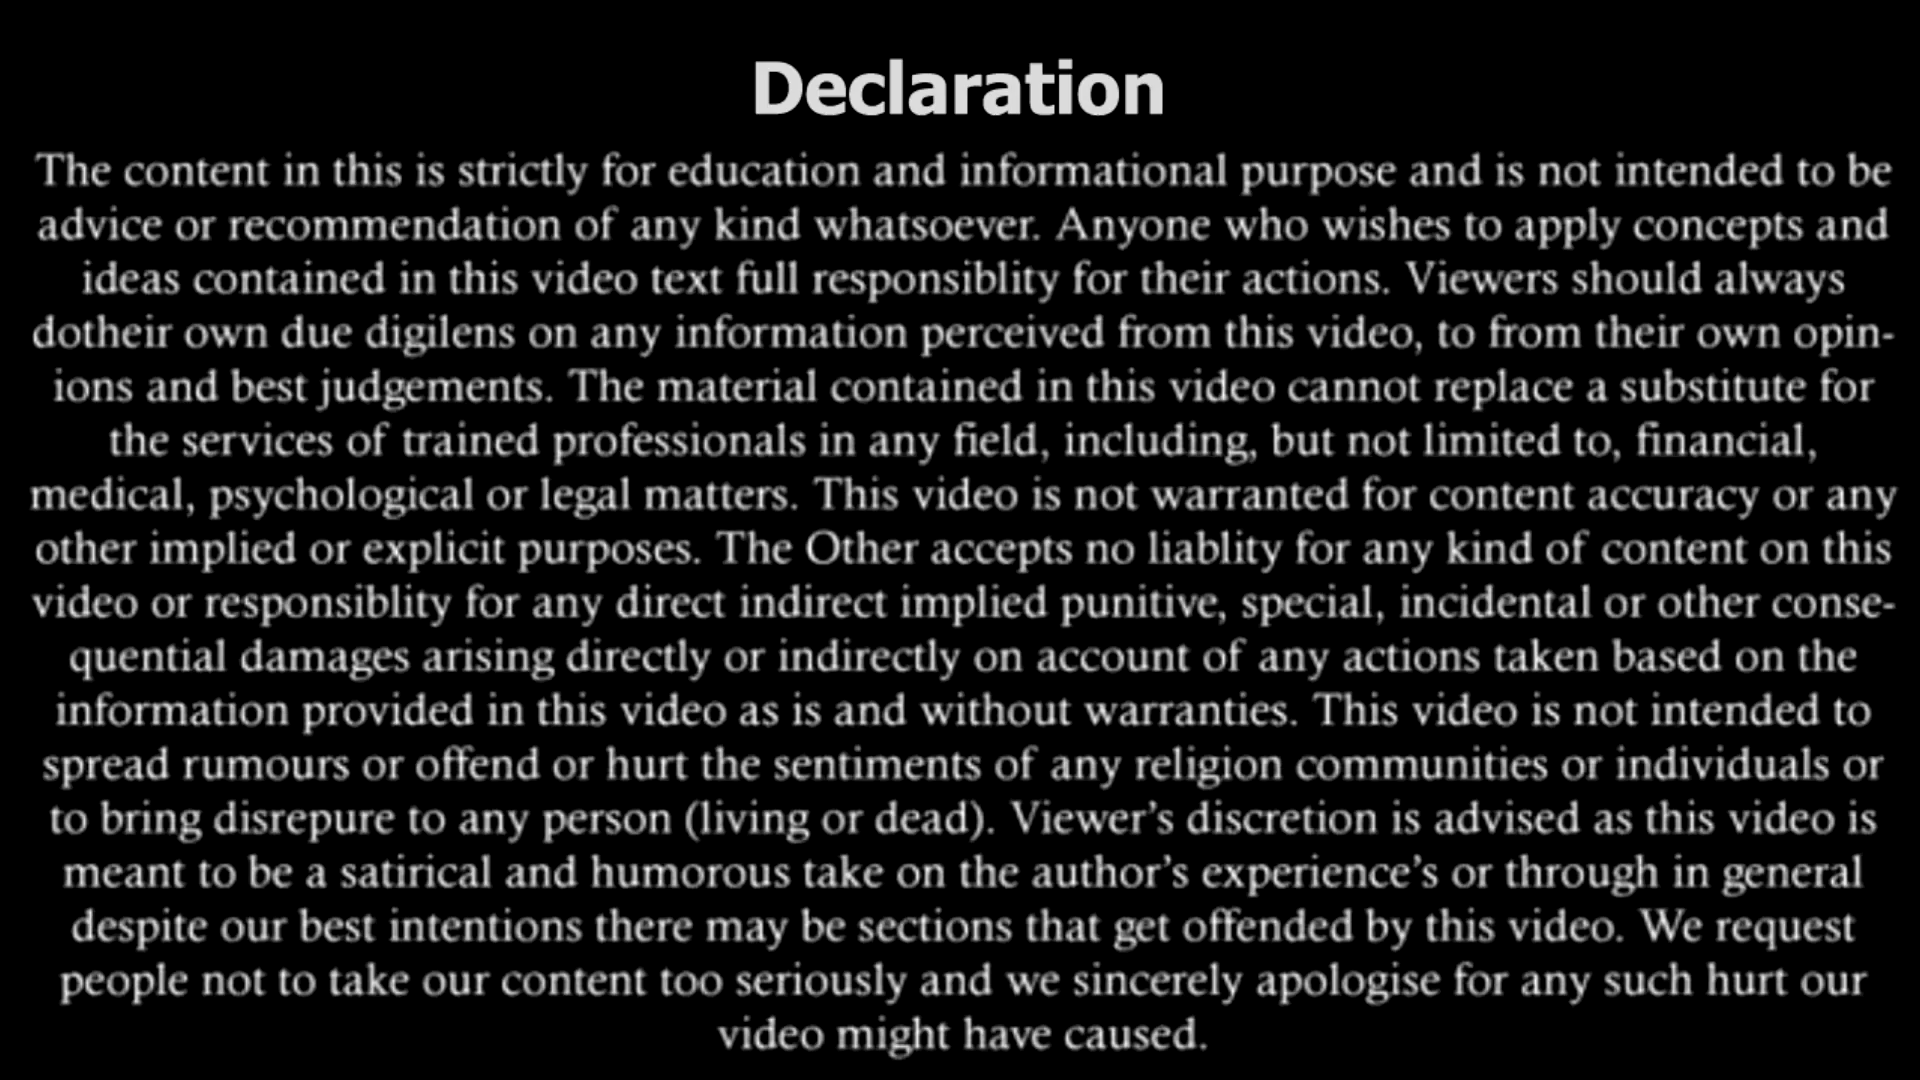 Declaration
The content in this is strictly for education and informational purpose and is not intended to be
advice or recommendation of any kind whatsoever. Anyone who wishes to apply concepts and
ideas contained in this video text full responsiblity for their actions. Viewers should always
dotheir own due digilens on any information perceived from this video, to from their own opin-
ions and best judgements. The material contained in this video cannot replace a substitute for
the services of trained professionals in any field, including, but not limited to, financial,
medical, psychological or legal matters. This video is not warranted for content accuracy or any
other implied or explicit purposes. The Other accepts no liablity for any kind of content on this
video or responsiblity for any direct indirect implied punitive, special, incidental or other conse-
quential damages arising directly or indirectly on account of any actions taken based on the
information provided in this video as is and without warranties. This video is not intended to
spread rumours or offend or hurt the sentiments of any religion communities or individuals or
to bring disrepure to any person (living or dead). Viewer’s discretion is advised as this video is
meant to be a satirical and humorous take on the author’s experience’s or through in general
despite our best intentions there may be sections that get offended by this video. We request
people not to take our content too seriously and we sincerely apologise for any such hurt our
video might have caused.